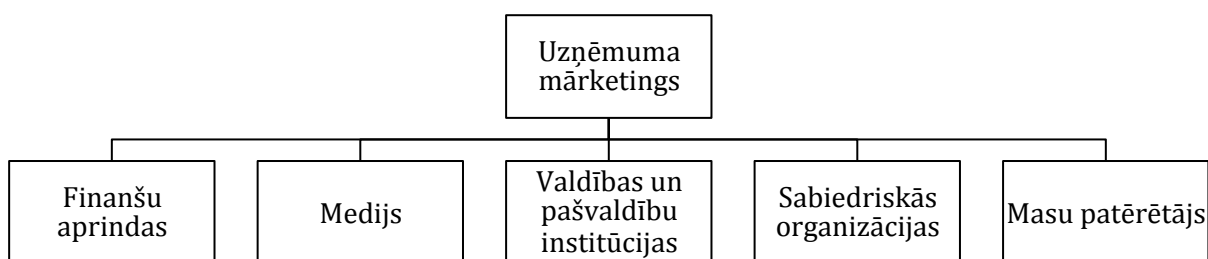 Uzņēmuma
mārketings
Finanšu
aprindas
Medijs
Valdības un
pašvaldību
institūcijas
Sabiedriskās
organizācijas
Masu patērētājs